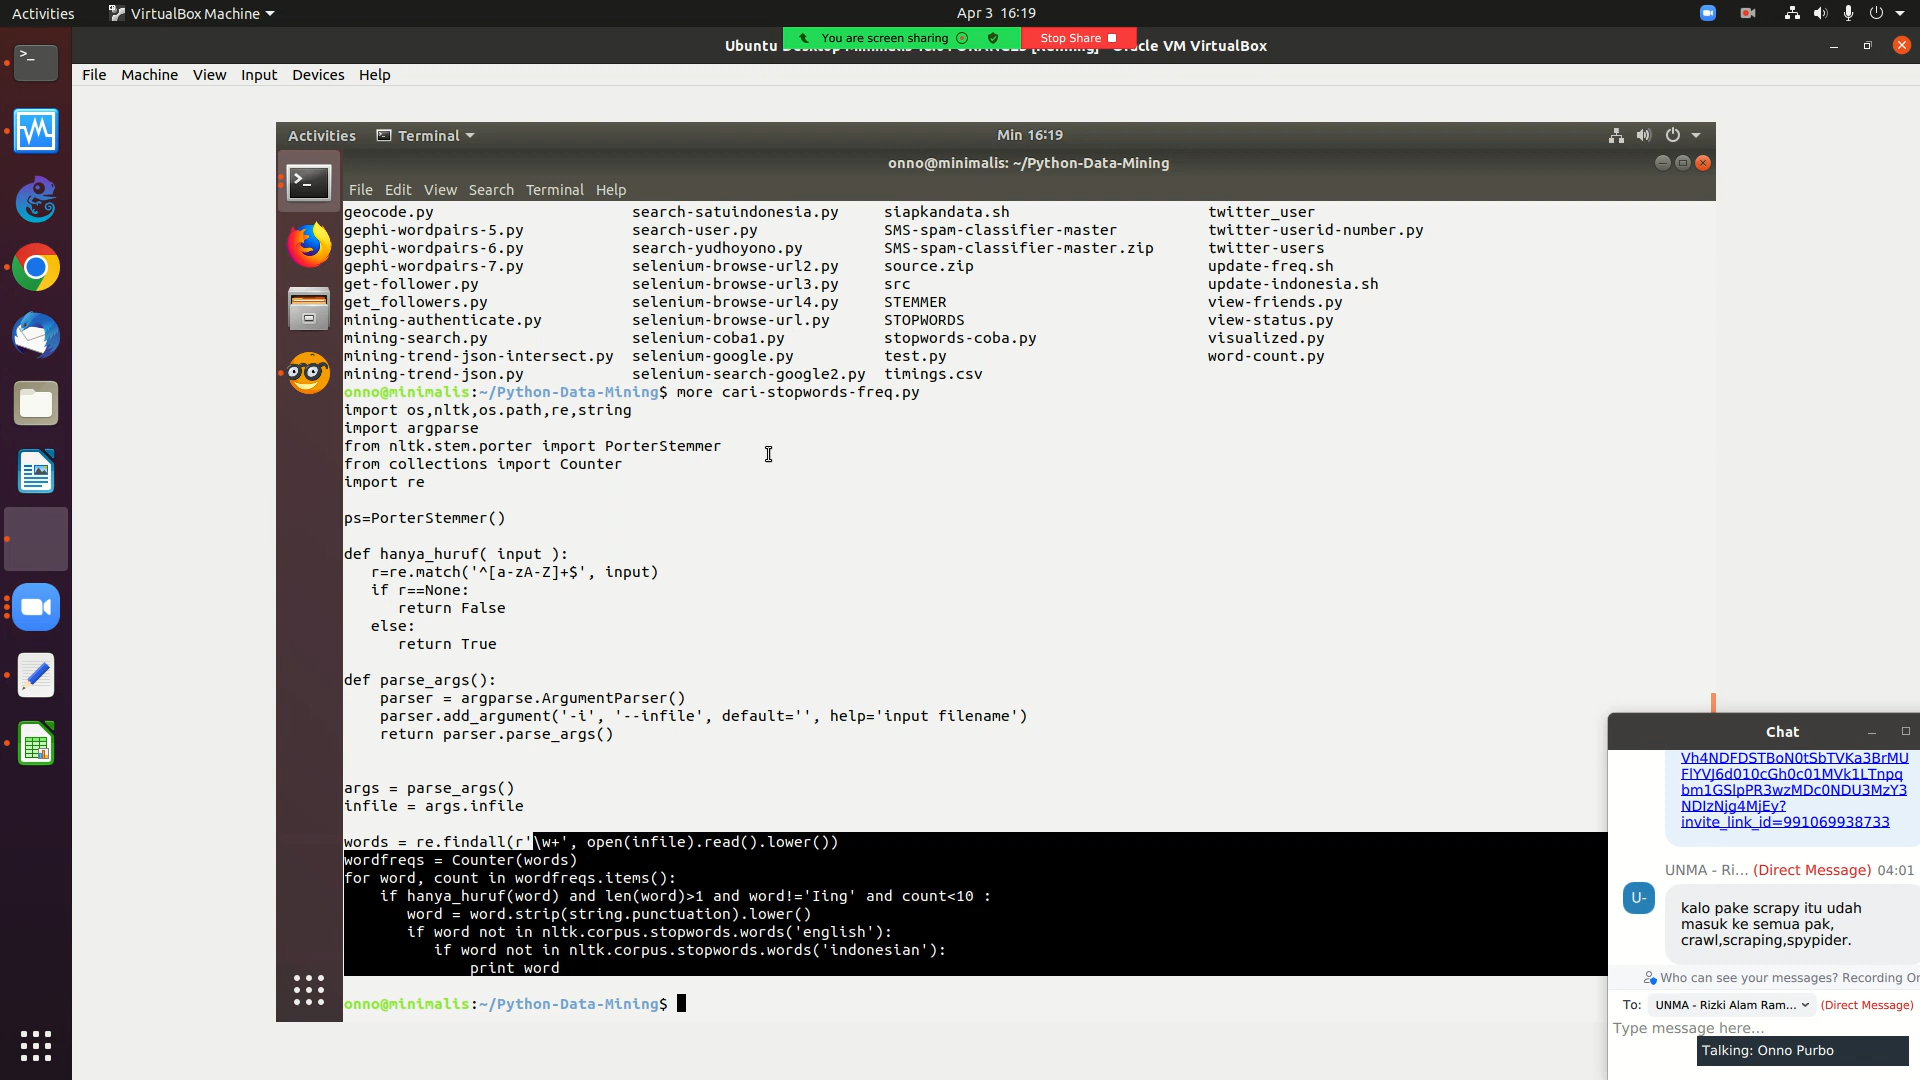 Activities
VirtualBox Machine
Apr 3 16:19
You are screen sharing
Stop Share
Ubuntu
[Running]
Oracle VM VirtualBox
File Machine View Input Devices Help
Activities
Terminal
Min 16:19
onno@minimalis: ~/Python-Data-Mining
File Edit View Search Terminal Help
geocode.py search-satuindonesia.py siapkandata.sh twitter_user
gephi-wordpairs-5.py search-user.py SMS-spam-classifier-master twitter-userid-number.py
gephi-wordpairs-6.py search-yudhoyono.py SMS-spam-classifier-master.zip twitter-users
gephi-wordpairs-7.py selenium-browse-url2.py source.zip update-freq.sh
get-follower.py selenium-browse-url3.py src update-indonesia.sh
get_followers.py selenium-browse-url4.py STEMMER view-friends.py
mining-authenticate.py selenium-browse-url.py STOPWORDS view-status.py
mining-search.py selenium-coba1.py stopwords-coba.py visualized.py
mining-trend-json-intersect.py selenium-google.py test.py word-count.py
mining-trend-json.py selenium-search-google2.py timings.csv
onno@minimalis:~/Python-Data-Mining$ more cari-stopwords-freq.py
import os,nltk,os.path,re,string
import argparse
from nltk.stem.porter import PorterStemmer
from collections import Counter
import re
ps=PorterStemmer()
def hanya_huruf( input ):
r=re.match('^[a-zA-Z]+$', input)
if r==None:
return False
else:
return True
def parse_args():
parser = argparse.ArgumentParser()
parser.add_argument('-i', '--infile', default='', help='input filename')
return parser.parse_args()
args = parse_args()
infile = args.infile
words = re.findall(r'\w+', open(infile).read().lower())
wordfreqs = Counter(words)
for word, count in wordfreqs.items():
if hanya_huruf(word) and len(word)>1 and word!='Iing' and count<10 :
word = word.strip(string.punctuation).lower()
if word not in nltk.corpus.stopwords.words('english'):
if word not in nltk.corpus.stopwords.words('indonesian'):
print word
onno@minimalis:~/Python-Data-Mining$
Chat
Vh4NDFDSTBoN0tSbTVKa3BrMU
FlYVJ6d010cGh0c01MVk1LTnpq
bm1GSlpPR3wzMDc0NDU3MzY3
NDIzNjg4MjEy?
invite_link_id=991069938733
UNMA - Ri... (Direct Message) 04:01
U-
kalo pake scrapy itu udah
masuk ke semua pak,
crawl,scraping,spypider.
Who can see your messages? Recording On
To: UNMA - Rizki Alam Ram... (Direct Message)
Type message here...
Talking: Onno Purbo